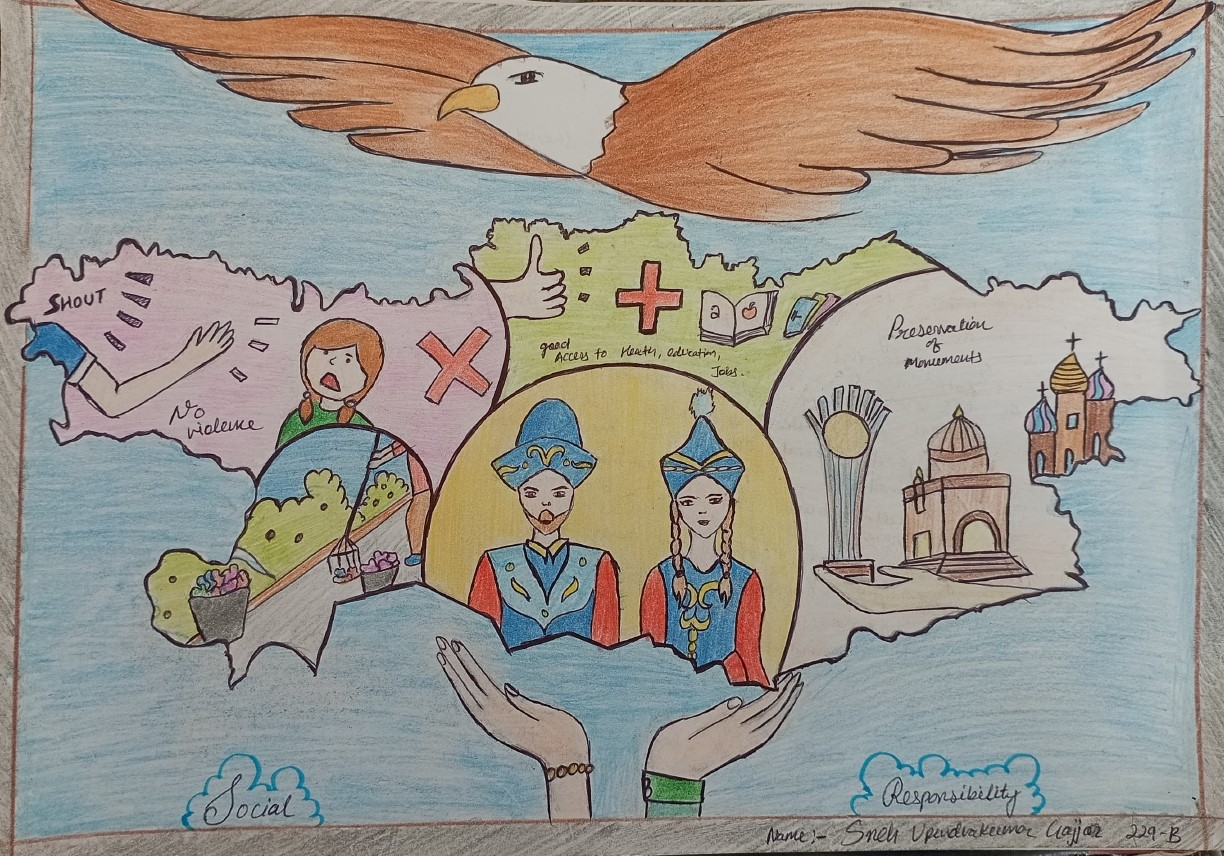 SHOUT
No
violence
good
Access to Health, education,
Jobs.
Preservation
of
Monuments
Social
Responsibility
Name:- Sneh Upendrakumar Gajjar 229-B